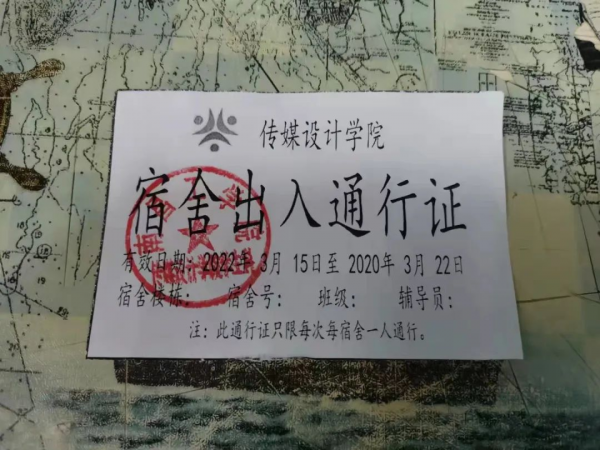 传媒设计学院
宿舍出入通行证
有效日期：2022年 3月 15日至 2020年 3月 22日
宿舍楼栋： 宿舍号： 班级： 辅导员：
注：此通行证只限每次每宿舍一人通行。